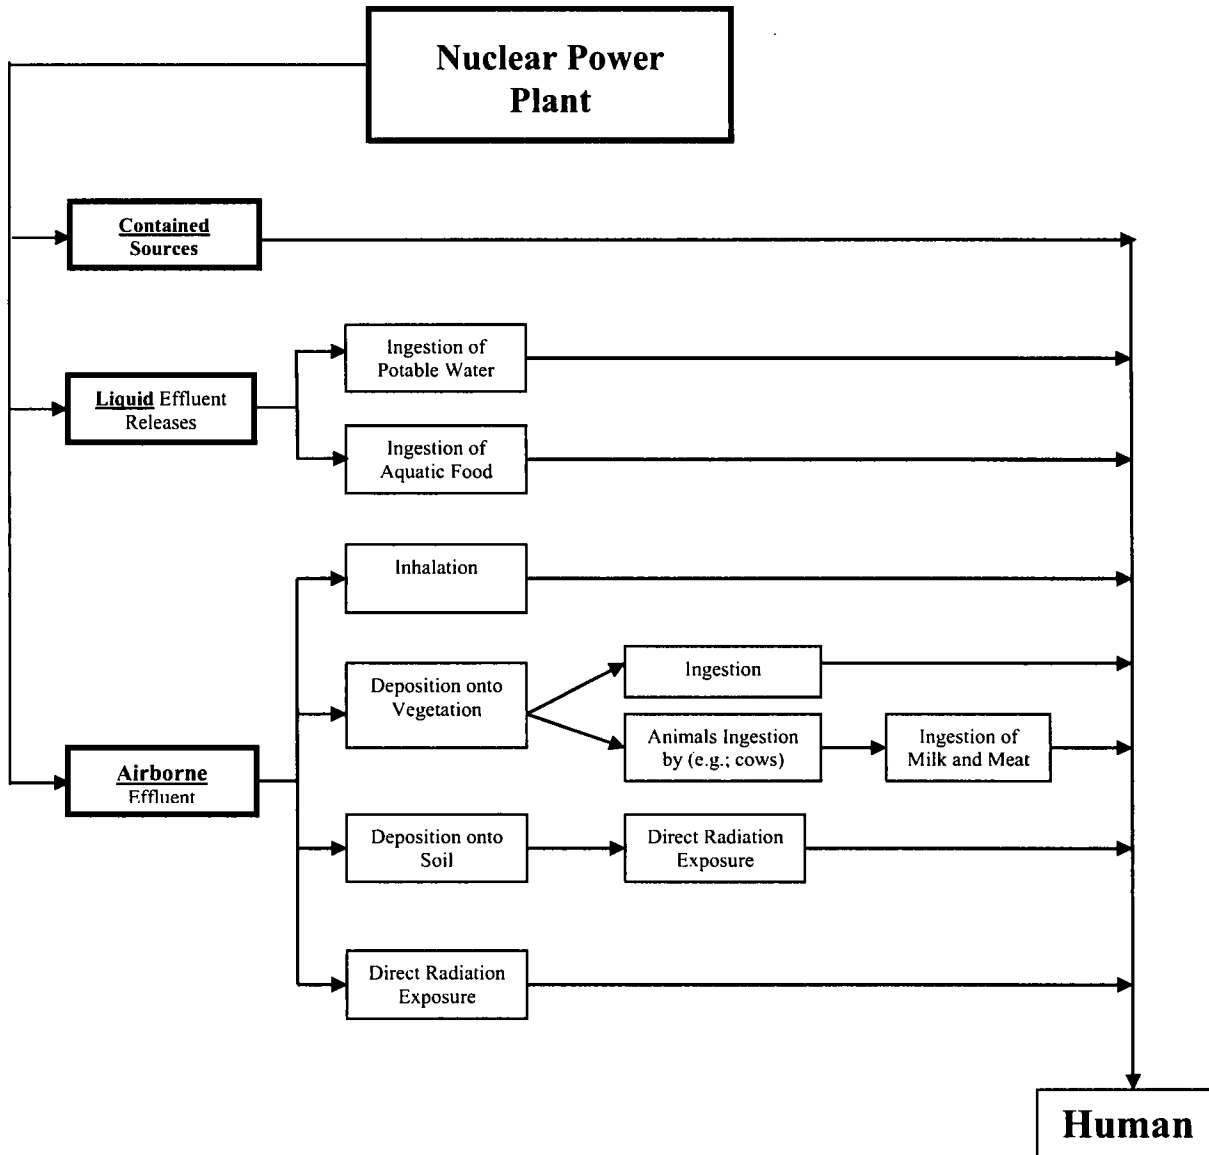 Nuclear Power
Plant
Contained
Sources
Ingestion of
Potable Water
Liquid Effluent
Releases
Ingestion of
Aquatic Food
Inhalation
Deposition onto
Vegetation
Ingestion
Animals Ingestion
by (e.g.; cows)
Ingestion of
Milk and Meat
Airborne
Effluent
Deposition onto
Soil
Direct Radiation
Exposure
Direct Radiation
Exposure
Human